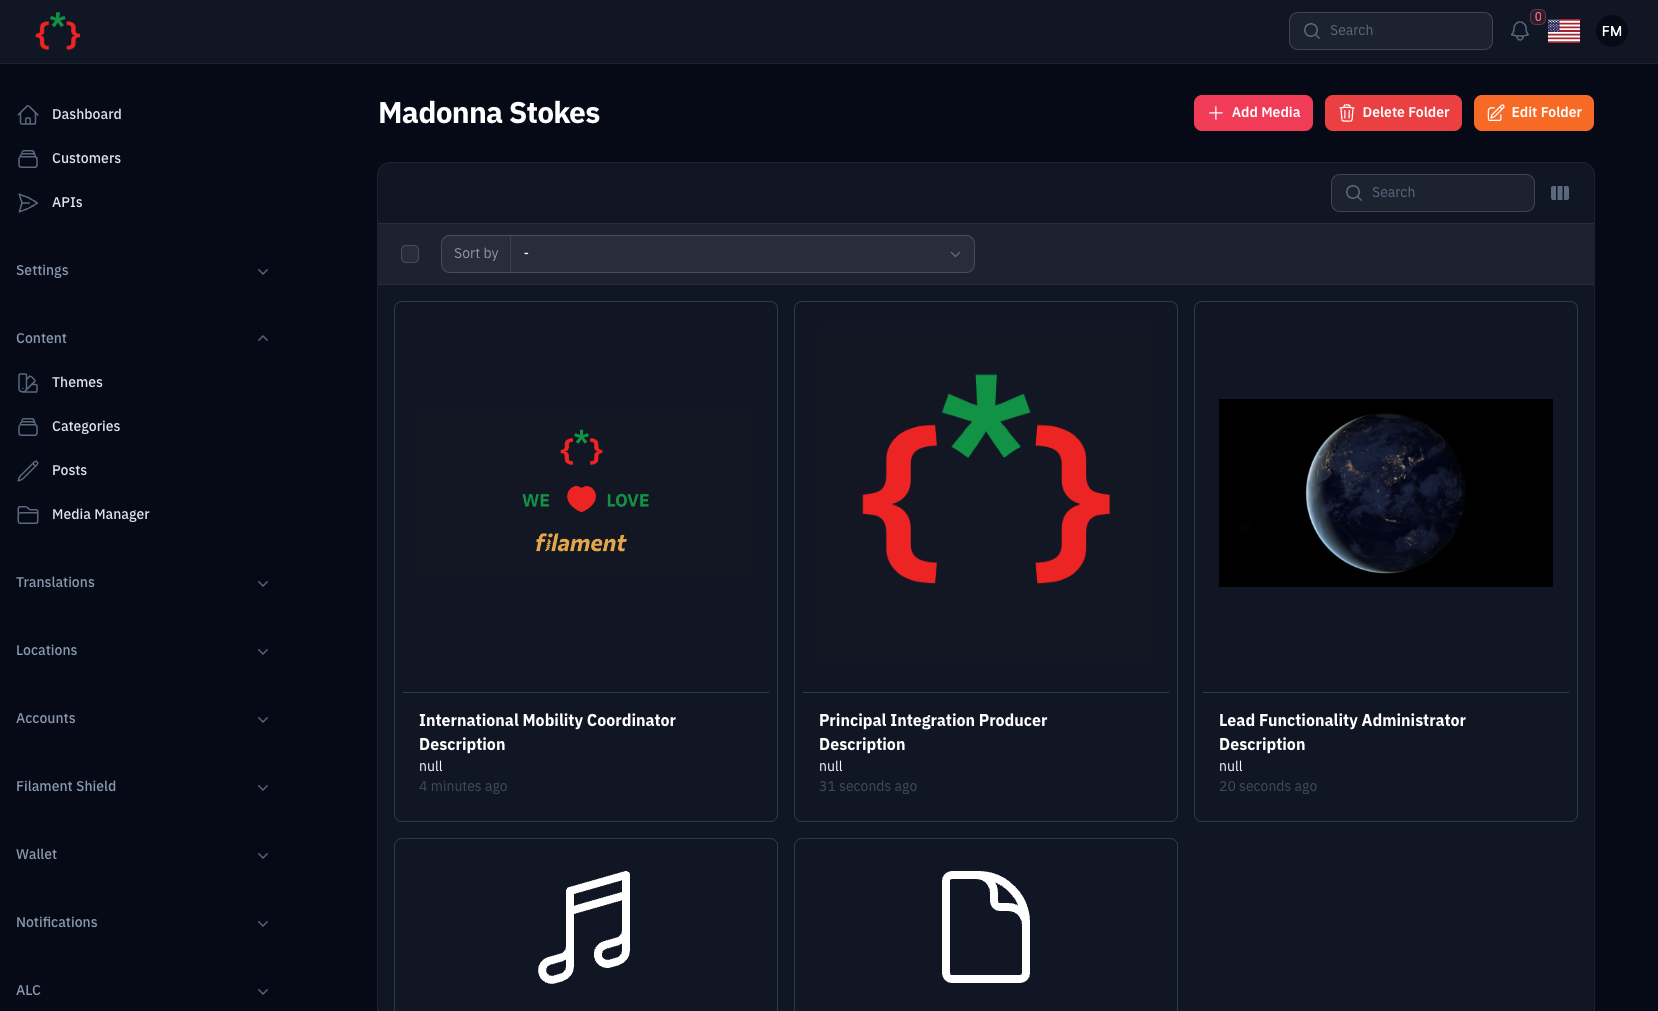 Search
0
FM
Dashboard
Customers
APIs
Settings
Content
Themes
Categories
Posts
Media Manager
Translations
Locations
Accounts
Filament Shield
Wallet
Notifications
ALC
Madonna Stokes
Add Media
Delete Folder
Edit Folder
Search
Sort by
-
{*}
WE LOVE
filament
International Mobility Coordinator
Description
null
4 minutes ago
{*}
Principal Integration Producer
Description
null
31 seconds ago
Lead Functionality Administrator
Description
null
20 seconds ago